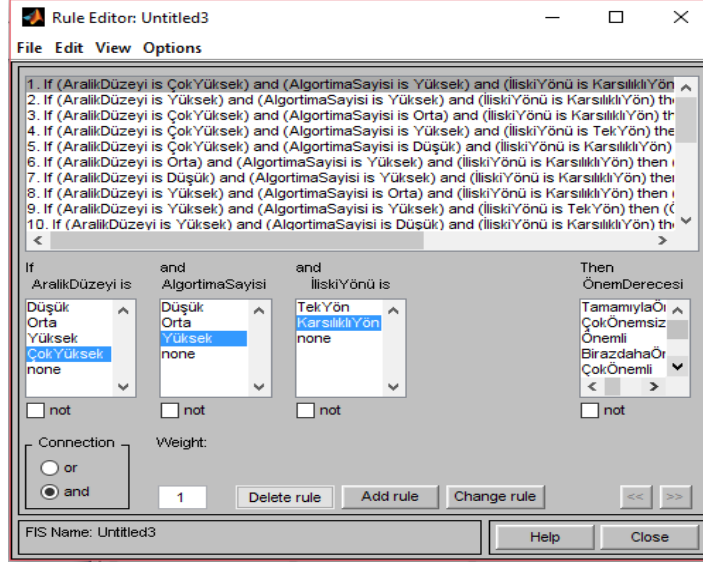 Rule Editor: Untitled3
File Edit View Options
1. If (AralikDüzeyi is ÇokYüksek) and (AlgortimaSayisi is Yüksek) and (İliskiYönü is KarsılıklıYön
2. If (AralikDüzeyi is Yüksek) and (AlgortimaSayisi is Yüksek) and (İliskiYönü is KarsılıklıYön) the
3. If (AralikDüzeyi is ÇokYüksek) and (AlgortimaSayisi is Orta) and (İliskiYönü is KarsılıklıYön) th
4. If (AralikDüzeyi is ÇokYüksek) and (AlgortimaSayisi is Yüksek) and (İliskiYönü is TekYön) the
5. If (AralikDüzeyi is ÇokYüksek) and (AlgortimaSayisi is Düşük) and (İliskiYönü is KarsılıklıYön)
6. If (AralikDüzeyi is Orta) and (AlgortimaSayisi is Yüksek) and (İliskiYönü is KarsılıklıYön) then (
7. If (AralikDüzeyi is Düşük) and (AlgortimaSayisi is Yüksek) and (İliskiYönü is KarsılıklıYön) then
8. If (AralikDüzeyi is Yüksek) and (AlgortimaSayisi is Orta) and (İliskiYönü is KarsılıklıYön) then (
9. If (AralikDüzeyi is Yüksek) and (AlgortimaSayisi is Yüksek) and (İliskiYönü is TekYön) then (Ö
10. If (AralikDüzeyi is Yüksek) and (AlgortimaSayisi is Düşük) and (İliskiYönü is KarsılıklıYön) th
If and and Then
AralikDüzeyi is AlgortimaSayisi İliskiYönü is ÖnemDerecesi
Düşük Düşük TekYön TamamıylaÖ
Orta Orta KarsılıklıYön ÇokÖnemsiz
Yüksek Yüksek none Önemli
ÇokYüksek none BirazdahaÖ
none ÇokÖnemli
not not not not
Connection Weight:
or
and 1 Delete rule Add rule Change rule << >>
FIS Name: Untitled3 Help Close